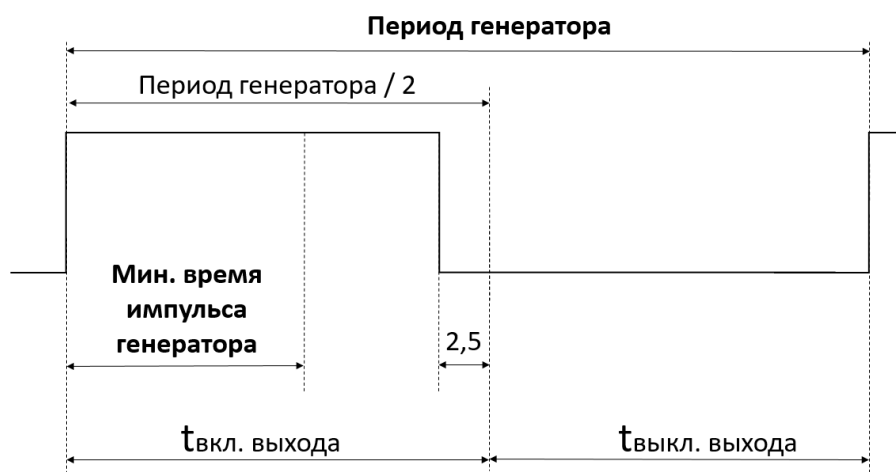 Период генератора
Период генератора / 2
Мин. время
импульса
генератора
2,5
tвкл. выхода
tвыкл. выхода